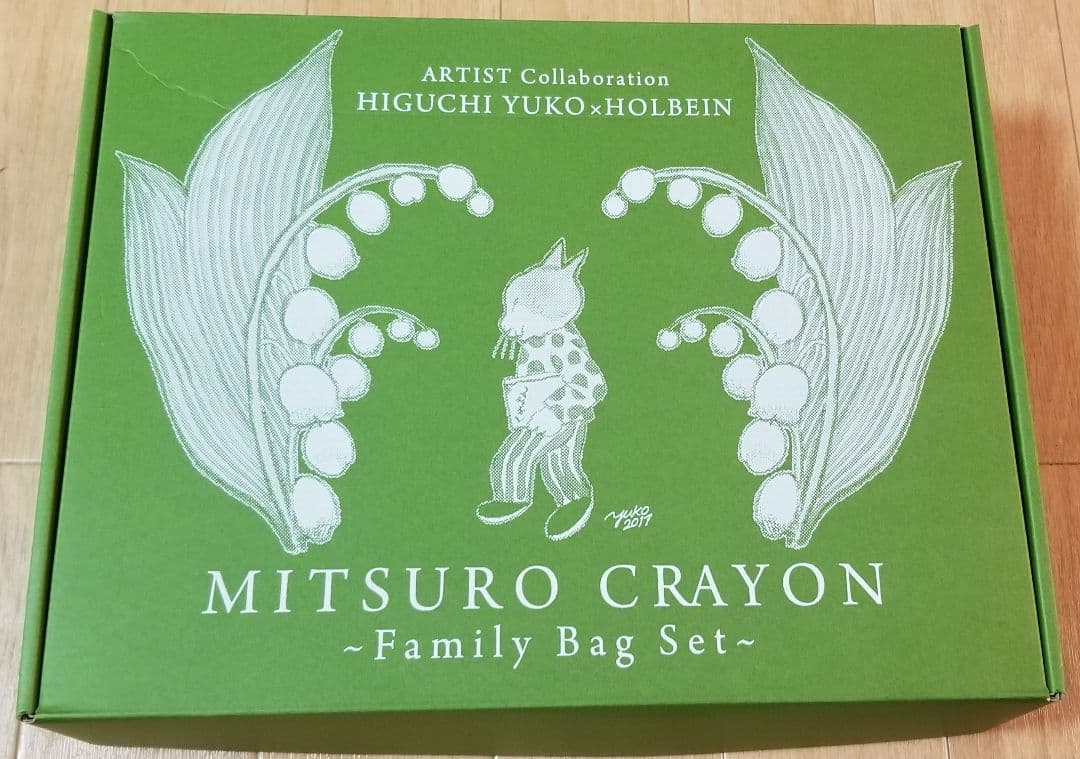 ARTIST Collaboration
HIGUCHI YUKO×HOLBEIN
yuko
2017
MITSURO CRAYON
~Family Bag Set~